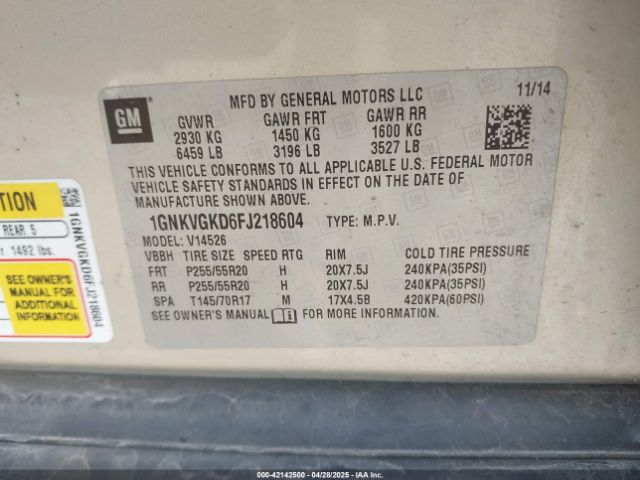 GM
MFD BY GENERAL MOTORS LLC
11/14
GVWR GAWR FRT GAWR RR
2930 KG 1450 KG 1600 KG
6459 LB 3196 LB 3527 LB
THIS VEHICLE CONFORMS TO ALL APPLICABLE U.S. FEDERAL MOTOR
VEHICLE SAFETY STANDARDS IN EFFECT ON THE DATE OF
MANUFACTURE SHOWN ABOVE.
1GNKVGKD6FJ218604 TYPE: M.P.V.
MODEL: V14526
VBBH TIRE SIZE SPEED RTG RIM COLD TIRE PRESSURE
FRT P255/55R20 H 20X7.5J 240KPA(35PSI)
RR P255/55R20 H 20X7.5J 240KPA(35PSI)
SPA T145/70R17 M 17X4.5B 420KPA(60PSI)
SEE OWNER'S MANUAL FOR MORE INFORMATION
REAR 5
1492 lbs.
SEE OWNER'S
MANUAL FOR
ADDITIONAL
INFORMATION
1GNKVGKD6FJ218604
IAA-Inc. Owner: 42142500 - 04/28/2025 - IAA, Inc.